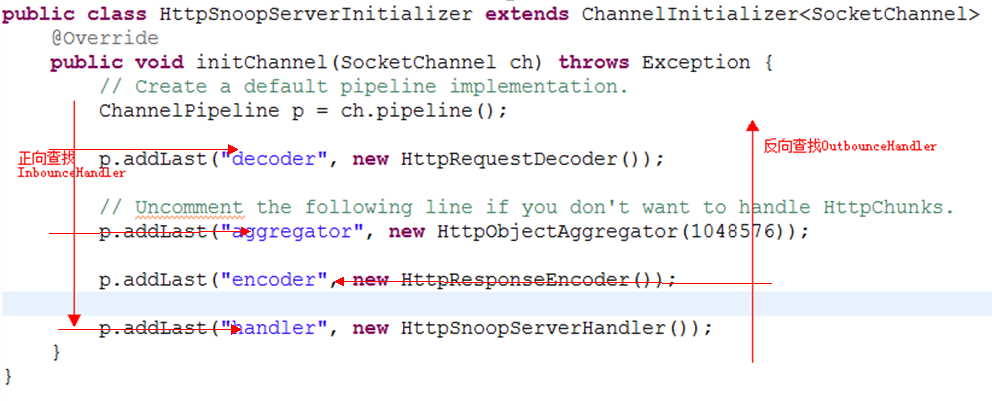 public class HttpSnoopServerInitializer extends ChannelInitializer<SocketChannel>
@Override
public void initChannel(SocketChannel ch) throws Exception {
// Create a default pipeline implementation.
ChannelPipeline p = ch.pipeline();
正向查找
InbounceHandler
反向查找OutbounceHandler
p.addLast("decoder", new HttpRequestDecoder());
// Uncomment the following line if you don't want to handle HttpChunks.
p.addLast("aggregator", new HttpObjectAggregator(1048576));
p.addLast("encoder", new HttpResponseEncoder());
p.addLast("handler", new HttpSnoopServerHandler());
}
}